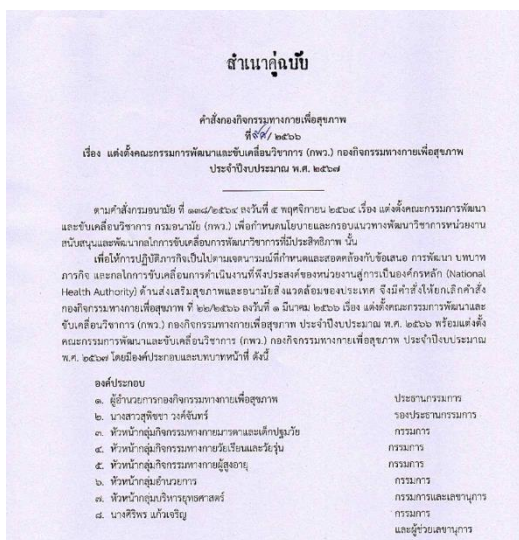 สำเนาคู่ฉบับ
คำสั่งกองกิจกรรมทางกายเพื่อสุขภาพ
ที่ / ๒๕๖๖
เรื่อง แต่งตั้งคณะกรรมการพัฒนาและขับเคลื่อนวิชาการ (กพว.) กองกิจกรรมทางกายเพื่อสุขภาพ
ประจำปีงบประมาณ พ.ศ. ๒๕๖๗
ตามคำสั่งกรมอนามัย ที่ ๑๓๘/๒๕๖๔ ลงวันที่ ๕ พฤศจิกายน ๒๕๖๔ เรื่อง แต่งตั้งคณะกรรมการพัฒนา
และขับเคลื่อนวิชาการ กรมอนามัย (กพว.) เพื่อกำหนดนโยบายและกรอบแนวทางพัฒนาวิชาการหน่วยงาน
สนับสนุนและพัฒนากลไกการขับเคลื่อนการพัฒนาวิชาการที่มีประสิทธิภาพ นั้น
เพื่อให้การปฏิบัติภารกิจเป็นไปตามเจตนารมณ์ที่กำหนดและสอดคล้องกับข้อเสนอ การพัฒนา บทบาท
ภารกิจ และกลไกการขับเคลื่อนการดำเนินงานที่พึงประสงค์ของหน่วยงานสู่การเป็นองค์กรหลัก (National
Health Authority) ด้านส่งเสริมสุขภาพและอนามัยสิ่งแวดล้อมของประเทศ จึงมีคำสั่งให้ยกเลิกคำสั่ง
กองกิจกรรมทางกายเพื่อสุขภาพ ที่ ๒๒/๒๕๖๖ ลงวันที่ ๑ มีนาคม ๒๕๖๖ เรื่อง แต่งตั้งคณะกรรมการพัฒนาและ
ขับเคลื่อนวิชาการ (กพว.) กองกิจกรรมทางกายเพื่อสุขภาพ ประจำปีงบประมาณ พ.ศ. ๒๕๖๖ พร้อมแต่งตั้ง
คณะกรรมการพัฒนาและขับเคลื่อนวิชาการ (กพว.) กองกิจกรรมทางกายเพื่อสุขภาพ ประจำปีงบประมาณ
พ.ศ. ๒๕๖๗ โดยมีองค์ประกอบและบทบาทหน้าที่ ดังนี้
องค์ประกอบ
๑. ผู้อำนวยการกองกิจกรรมทางกายเพื่อสุขภาพ ประธานกรรมการ
๒. นางสาวสุพิชชา วงค์จันทร์ รองประธานกรรมการ
๓. หัวหน้ากลุ่มกิจกรรมทางกายมารดาและเด็กปฐมวัย กรรมการ
๔. หัวหน้ากลุ่มกิจกรรมทางกายวัยเรียนและวัยรุ่น กรรมการ
๕. หัวหน้ากลุ่มกิจกรรมทางกายผู้สูงอายุ กรรมการ
๖. หัวหน้ากลุ่มอำนวยการ กรรมการ
๗. หัวหน้ากลุ่มบริหารยุทธศาสตร์ กรรมการและเลขานุการ
๘. นางศิริพร แก้วเจริญ กรรมการ
และผู้ช่วยเลขานุการ